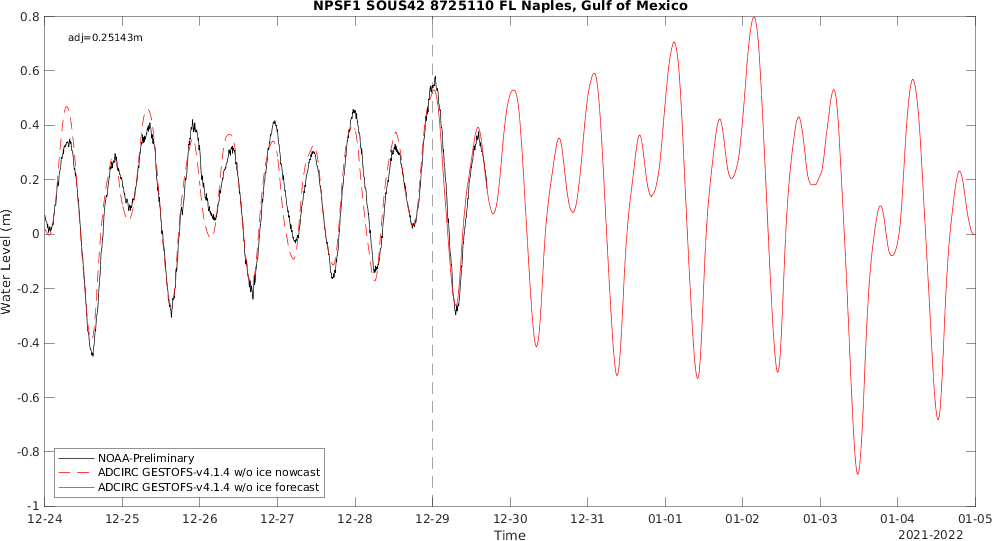 NPSF1 SOUS42 8725110 FL Naples, Gulf of Mexico
adj=0.25143m
0.8
0.6
0.4
0.2
0
-0.2
-0.4
-0.6
-0.8
-1
Water Level (m)
NOAA-Preliminary
ADCIRC GESTOFS-v4.1.4 w/o ice nowcast
ADCIRC GESTOFS-v4.1.4 w/o ice forecast
12-24 12-25 12-26 12-27 12-28 12-29 12-30 12-31 01-01 01-02 01-03 01-04 01-05
Time
2021-2022